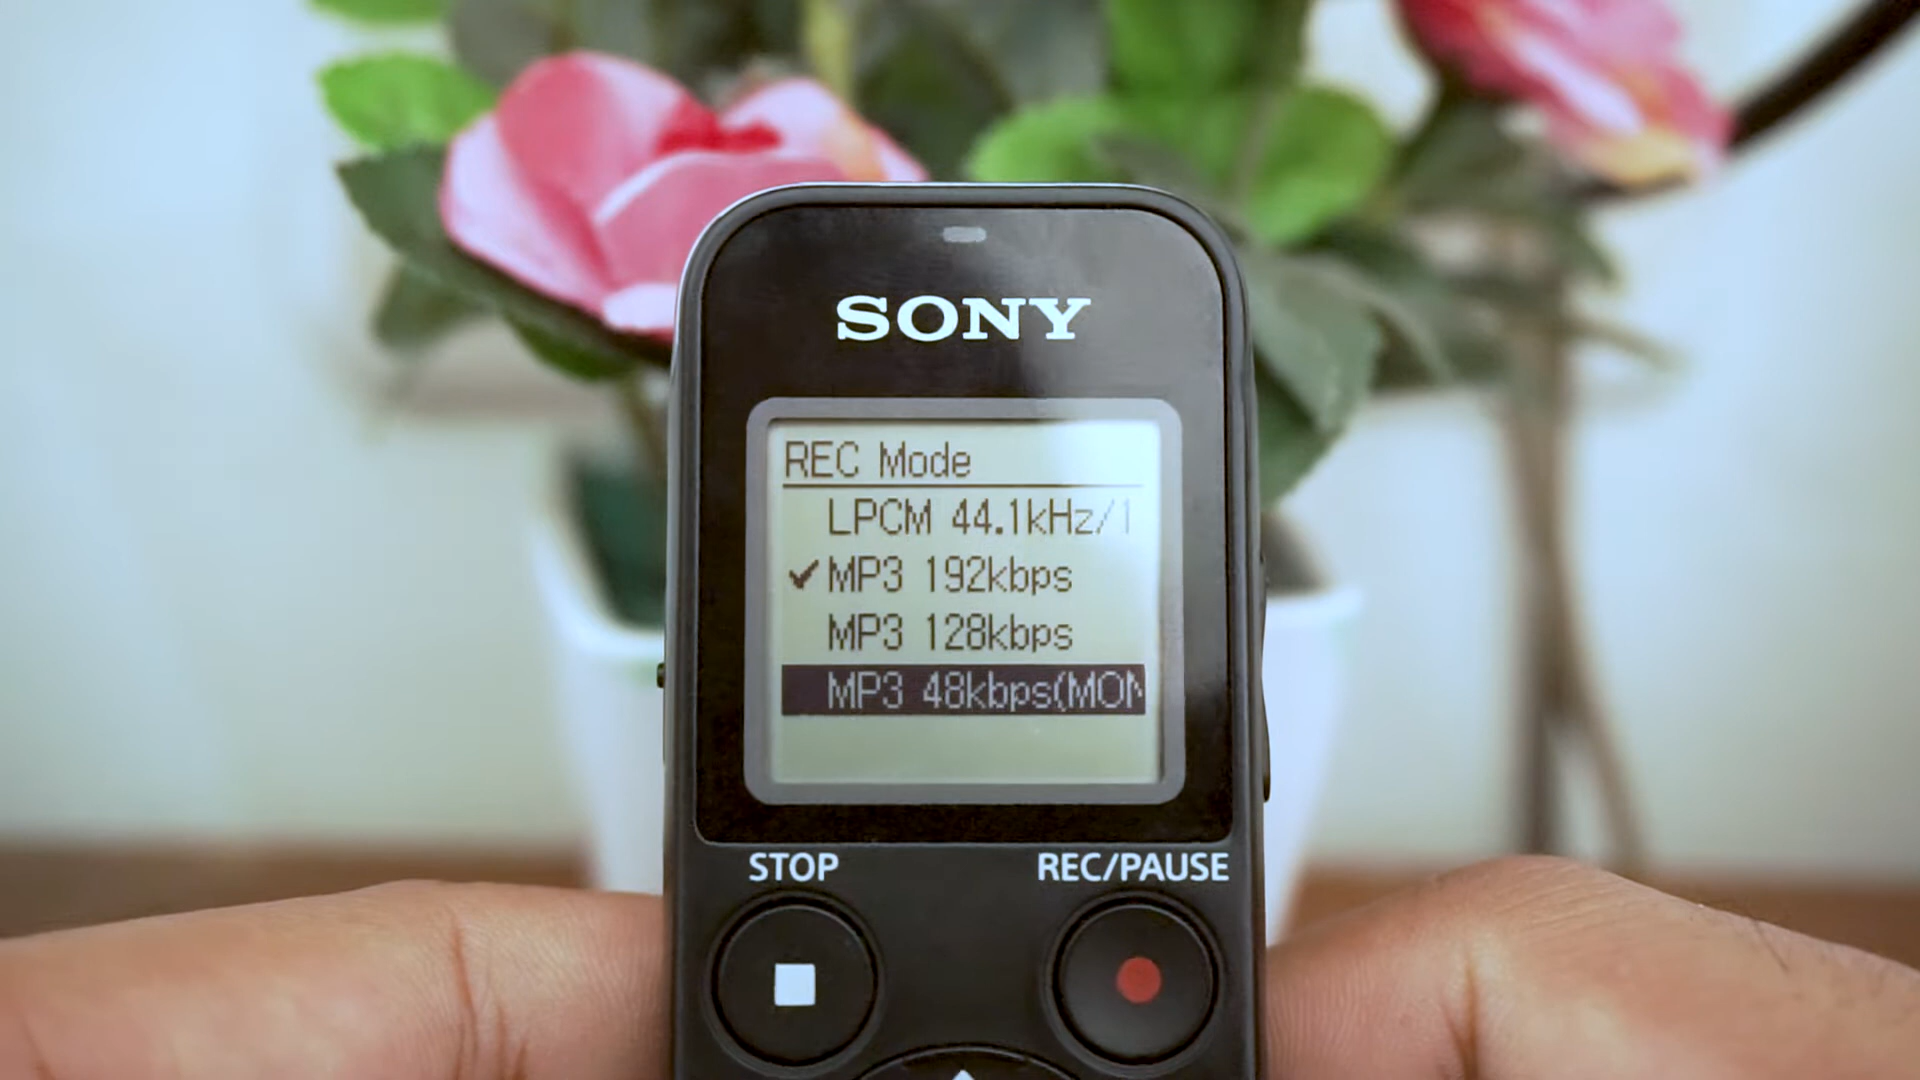 SONY
REC Mode
LPCM 44.1kHz/1
MP3 192kbps
MP3 128kbps
MP3 48kbps(MON
STOP
REC/PAUSE